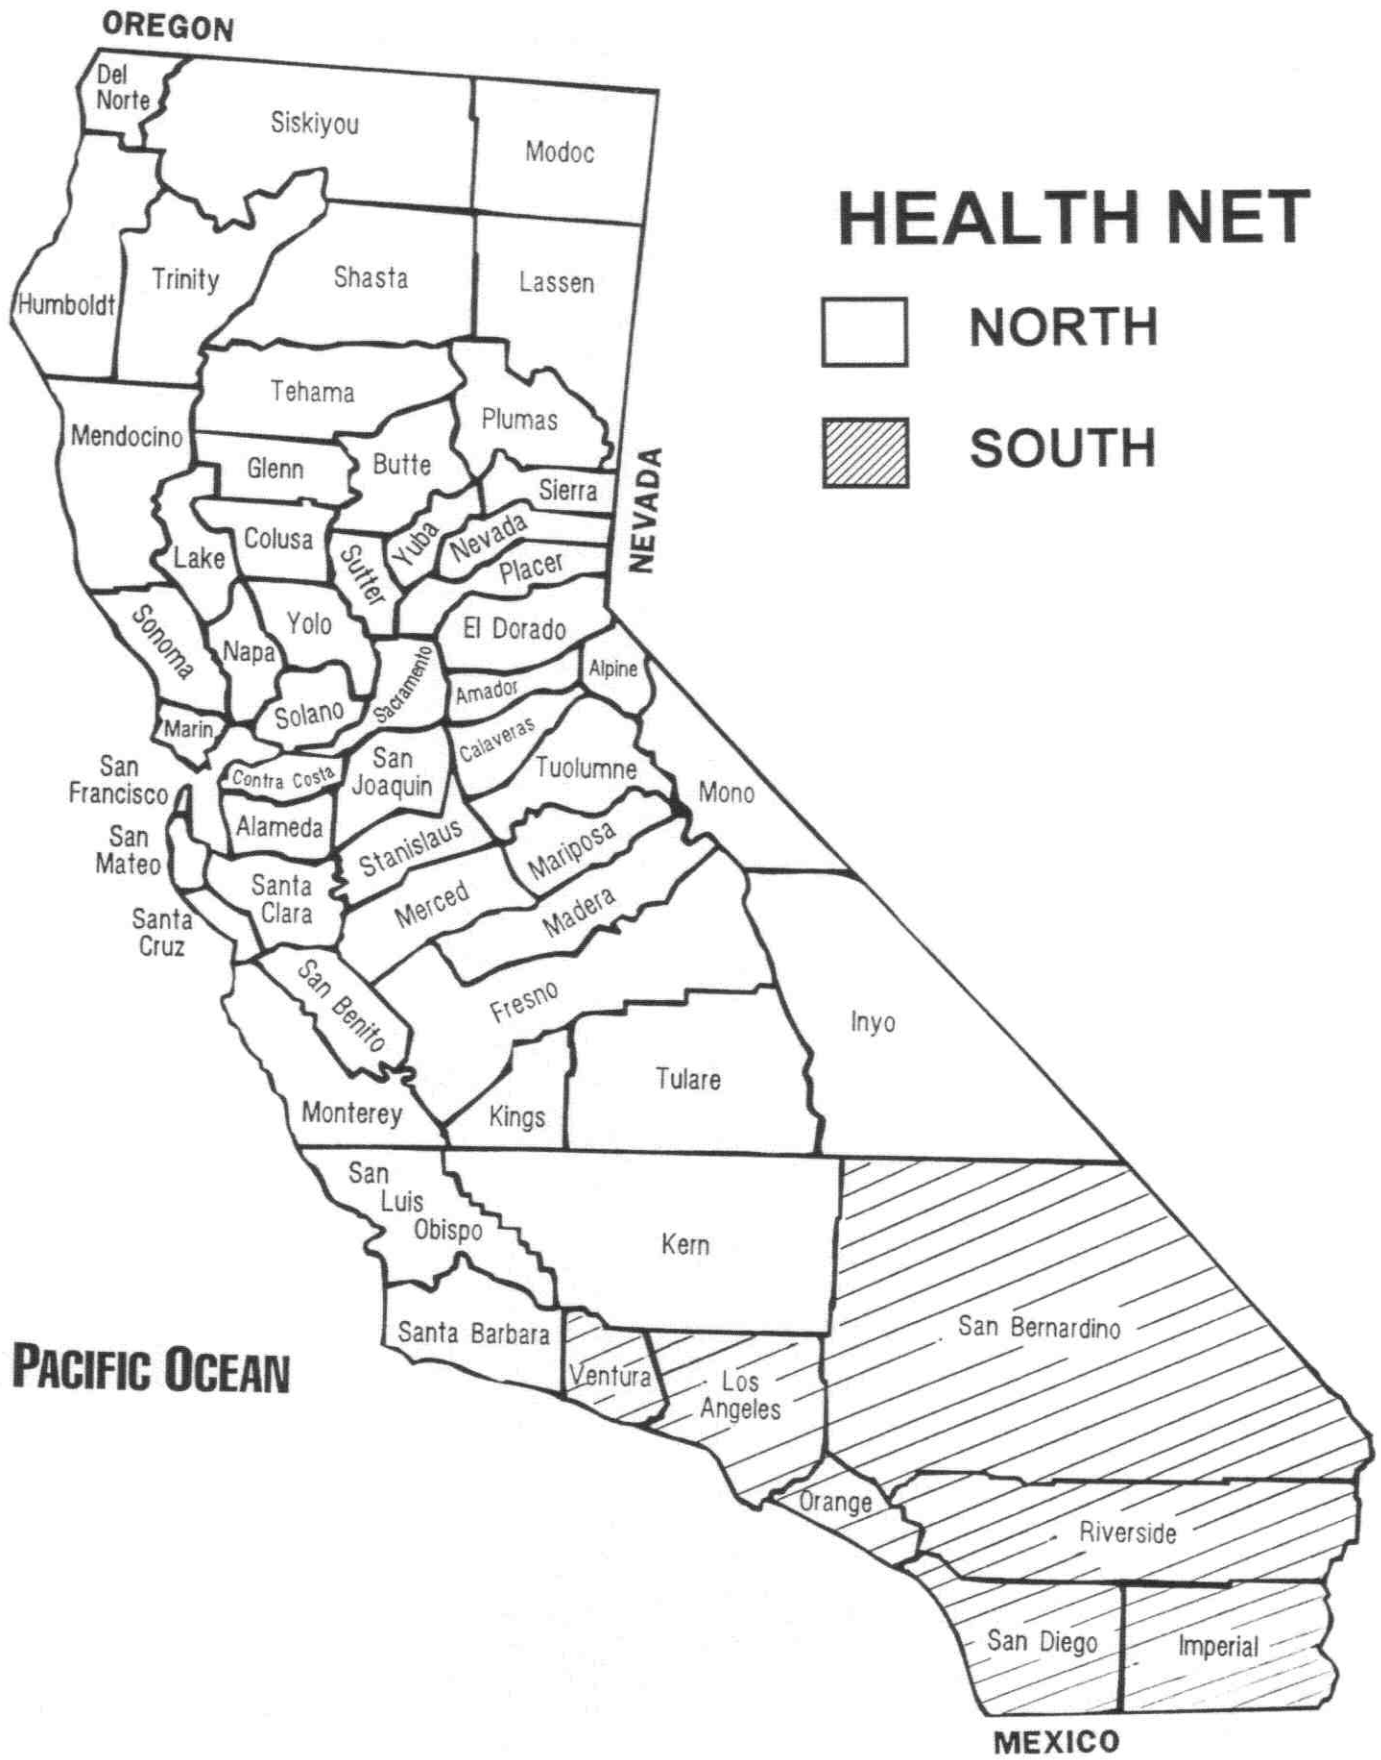 OREGON
Del
Norte
Siskiyou
Modoc
HEALTH NET
NORTH
SOUTH
Humboldt
Trinity
Shasta
Lassen
Tehama
Plumas
Mendocino
Glenn
Butte
Sierra
NEVADA
Lake
Colusa
Sutter
Yuba
Nevada
Placer
Sonoma
Napa
Yolo
El Dorado
Sacramento
Alpine
Amador
Solano
Marin
Calaveras
San
Francisco
Contra Costa
San
Joaquin
Tuolumne
Mono
San
Mateo
Alameda
Stanislaus
Mariposa
Santa
Clara
Merced
Madera
Santa
Cruz
San Benito
Fresno
Inyo
Monterey
Kings
Tulare
San
Luis
Obispo
Kern
San Bernardino
Santa Barbara
PACIFIC OCEAN
Ventura
Los
Angeles
Orange
Riverside
San Diego
Imperial
MEXICO